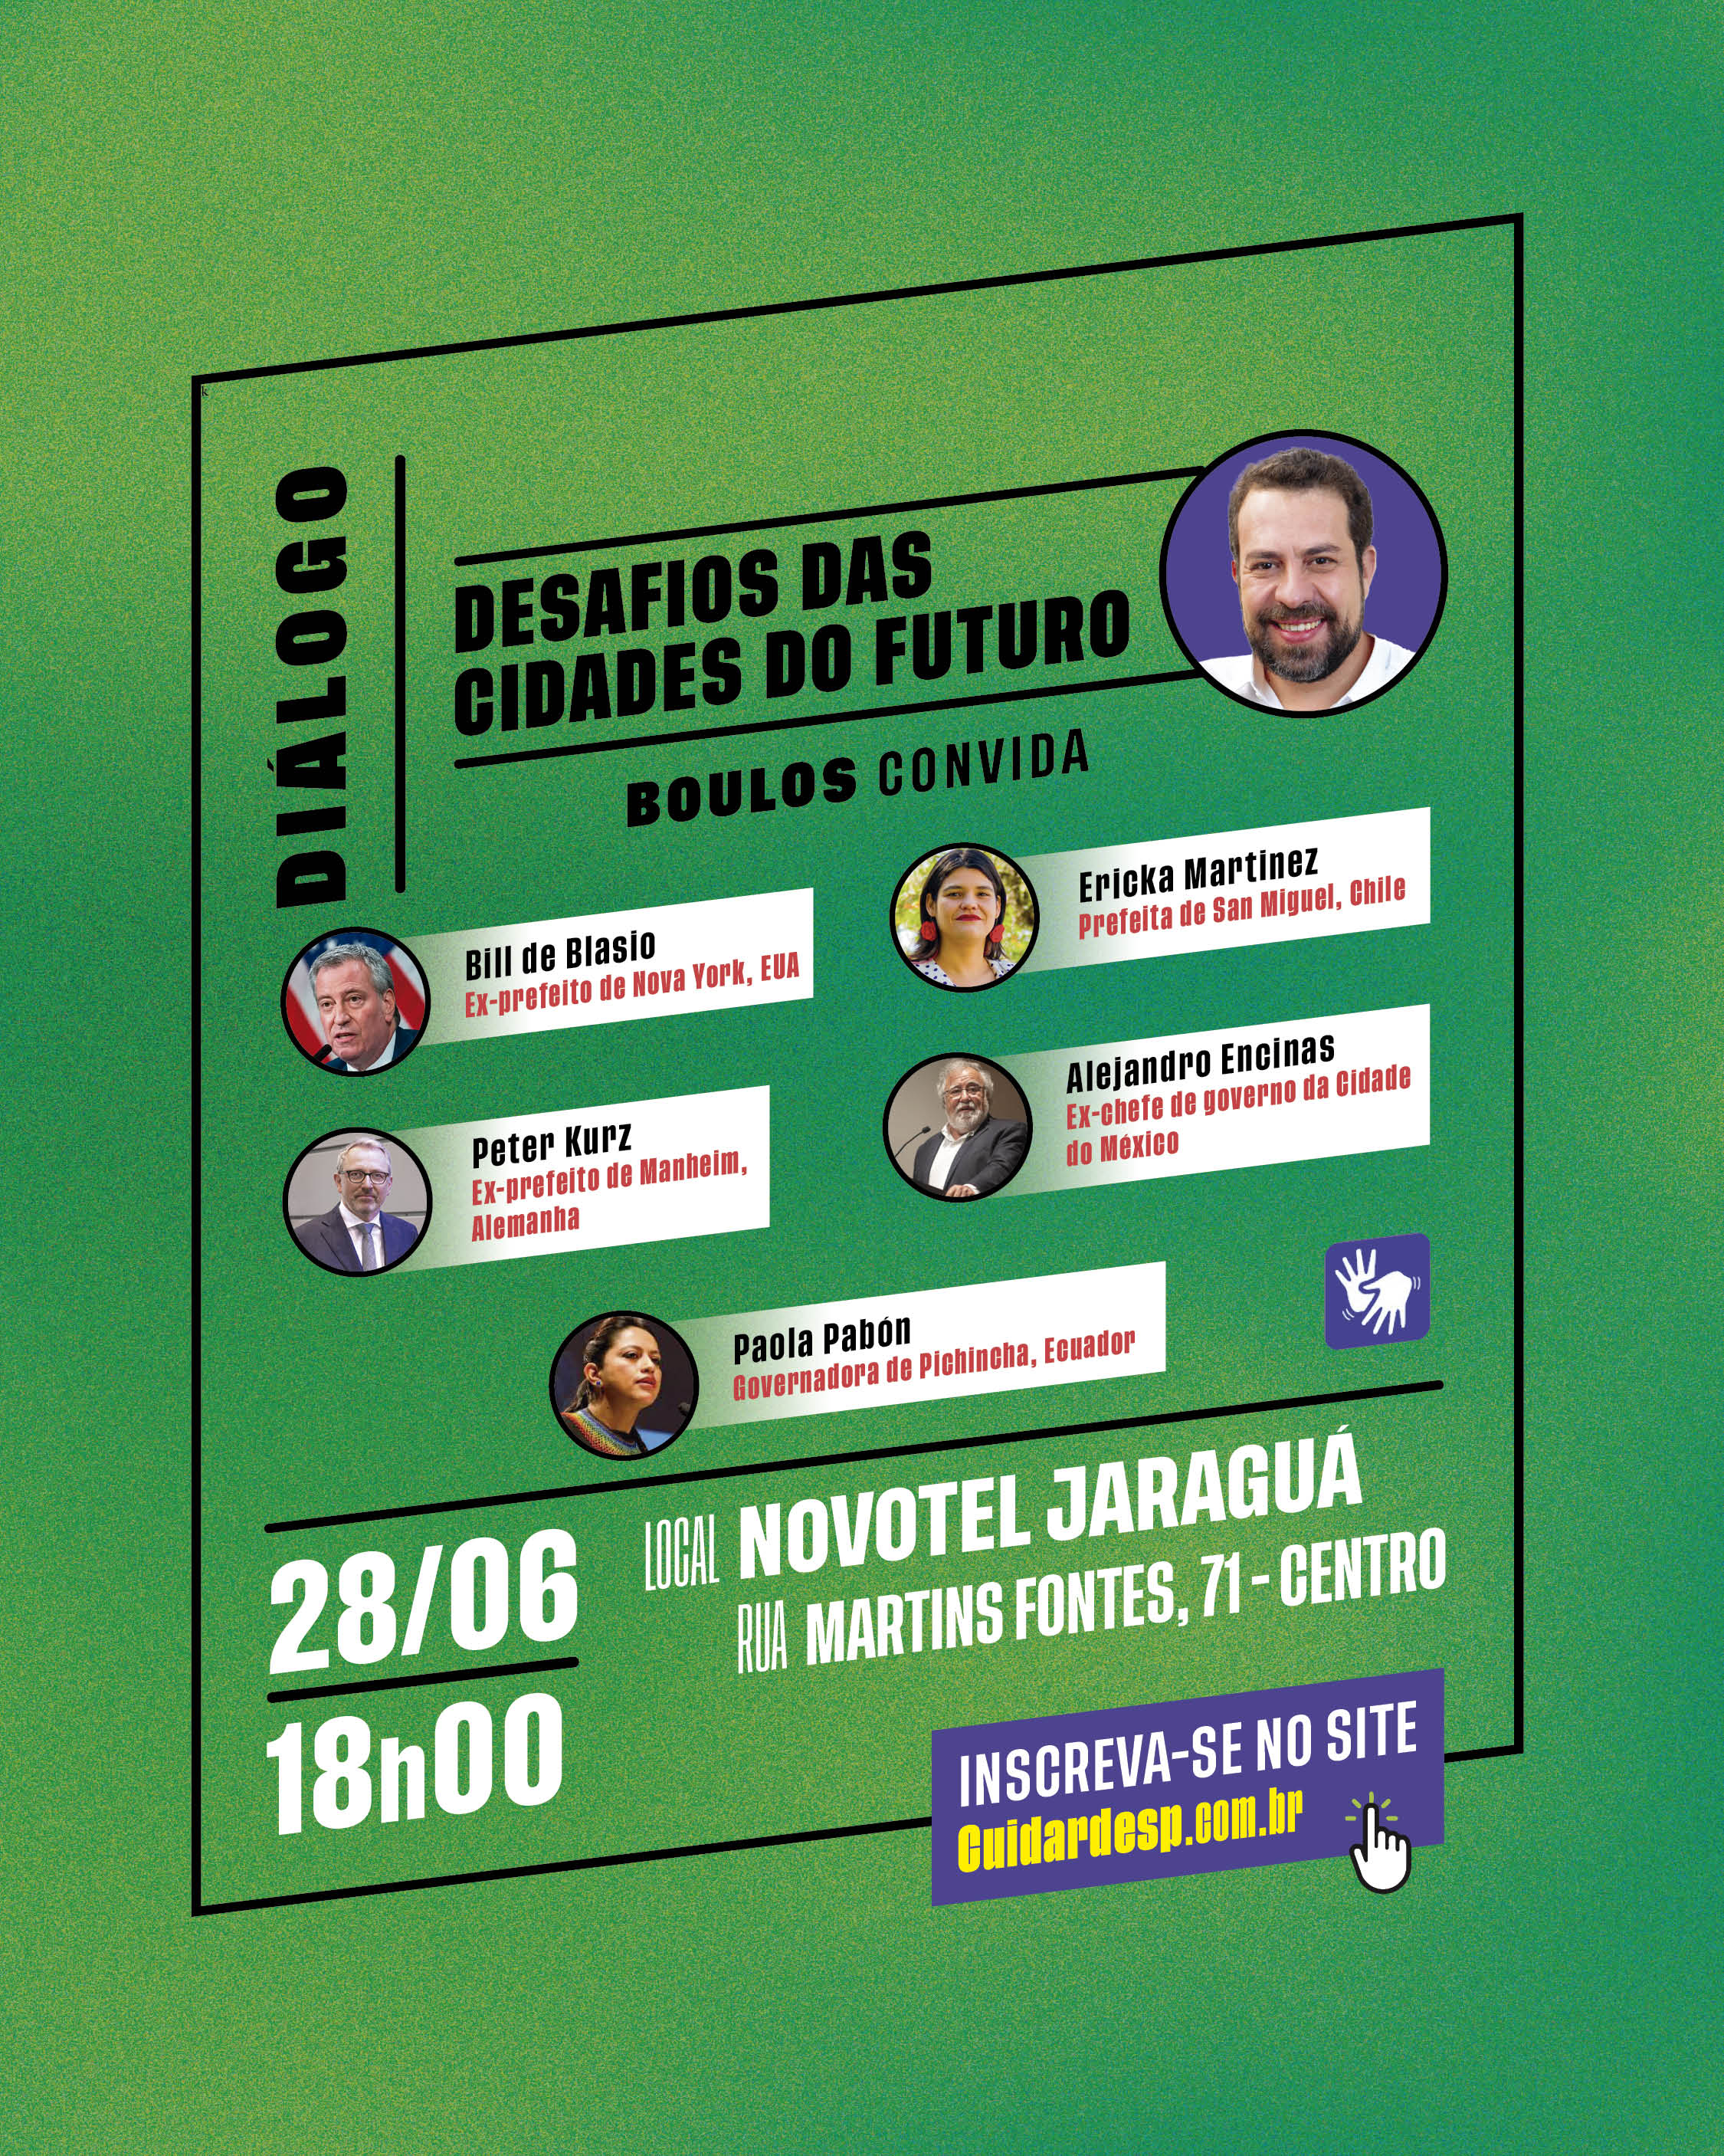 DIÁLOGO
DESAFIOS DAS
CIDADES DO FUTURO
BOULOS CONVIDA
Bill de Blasio
Ex-prefeito de Nova York, EUA
Ericka Martinez
Prefeita de San Miguel, Chile
Peter Kurz
Ex-prefeito de Manheim,
Alemanha
Alejandro Encinas
Ex-chefe de governo da Cidade
do México
Paola Pabón
Governadora de Pichincha, Ecuador
28/06
18h00
LOCAL NOVOTEL JARAGUÁ
RUA MARTINS FONTES, 71 - CENTRO
INSCREVA-SE NO SITE
Cuidardesp.com.br
k